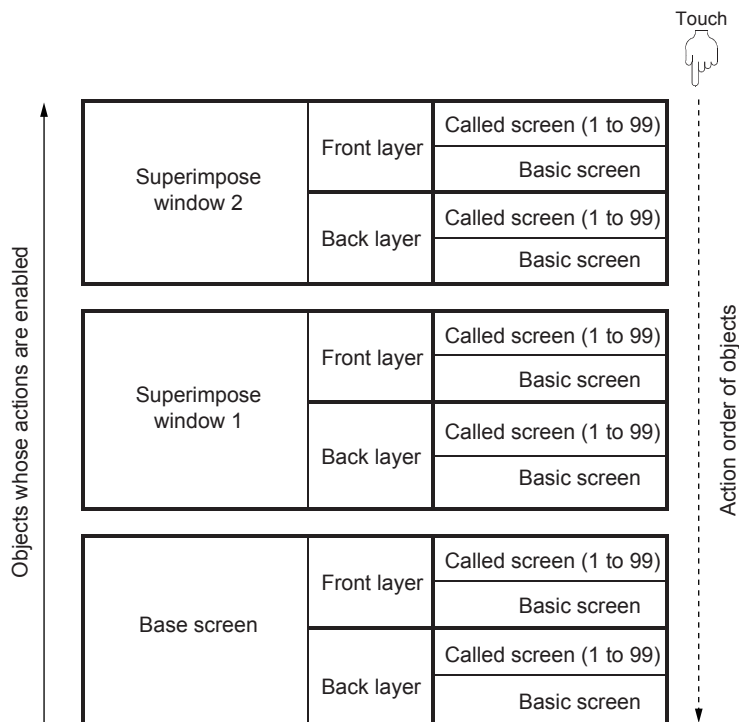 Touch
Objects whose actions are enabled
Superimpose
window 2
Front layer
Called screen (1 to 99)
Basic screen
Back layer
Called screen (1 to 99)
Basic screen
Superimpose
window 1
Front layer
Called screen (1 to 99)
Basic screen
Back layer
Called screen (1 to 99)
Basic screen
Base screen
Front layer
Called screen (1 to 99)
Basic screen
Back layer
Called screen (1 to 99)
Basic screen
Action order of objects